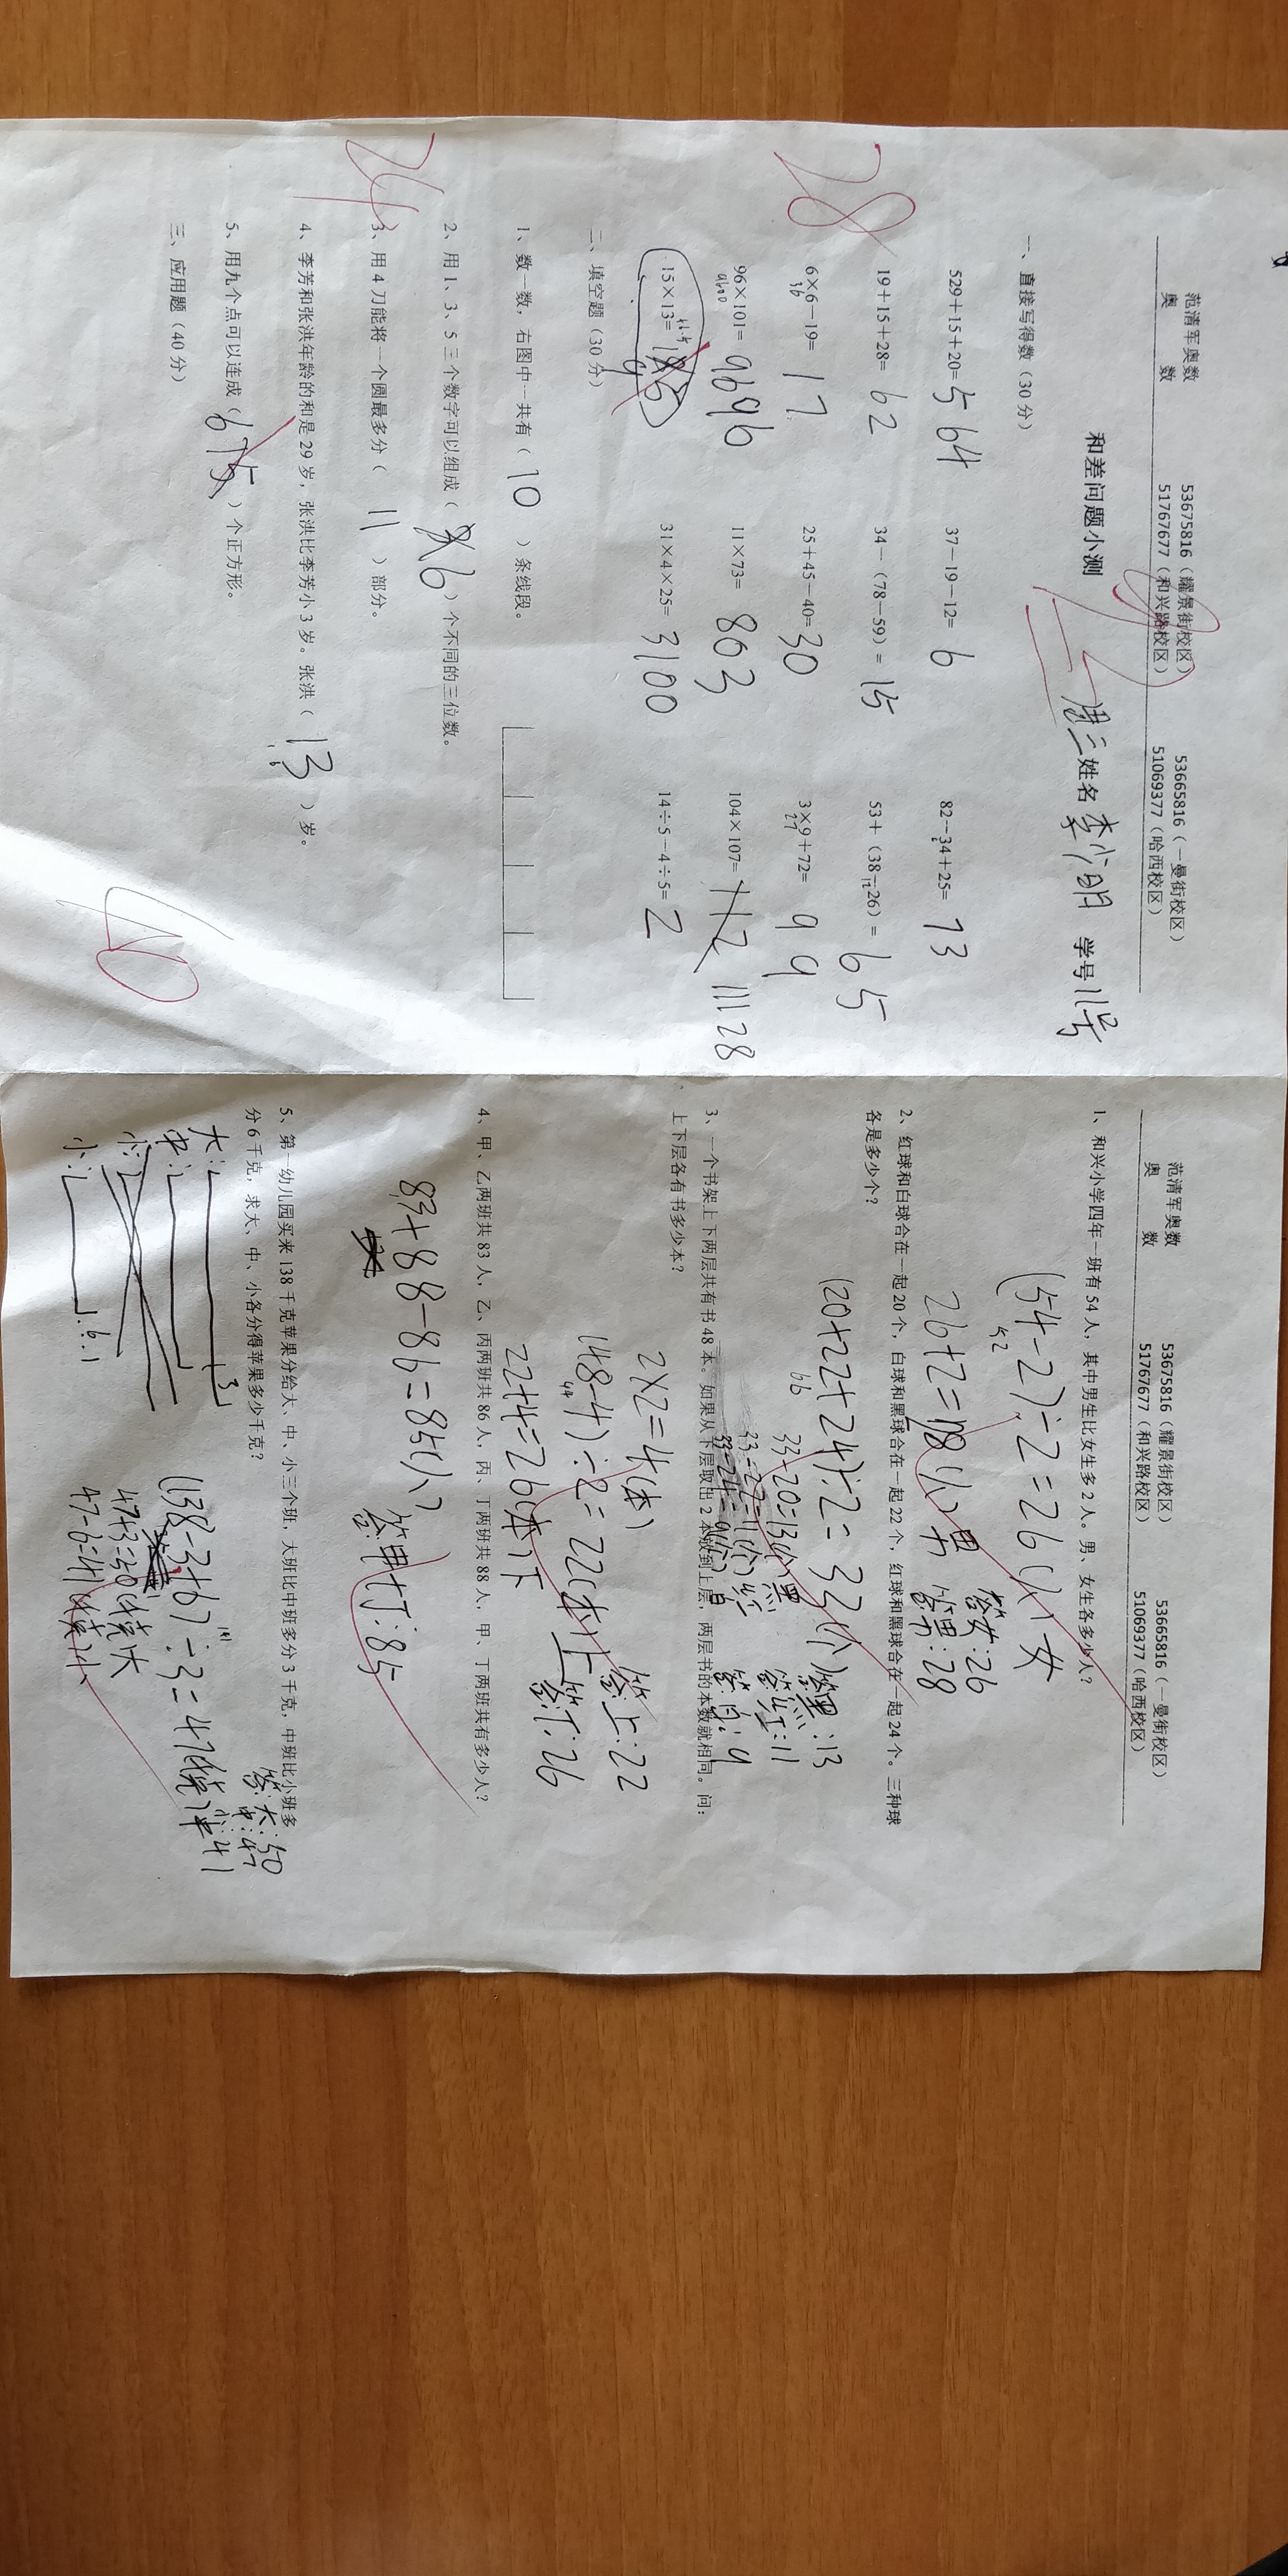 范清军奥数 53675816（耀景街校区） 53665816（一曼街校区）
奥 数 51767677（和兴路校区） 51069377（哈西校区）
和差问题小测 92 周三 姓名 李少明 学号 12号
一、直接写得数（30分）
28
529＋15＋20= 564 37－19－12= 6 82－34＋25= 73
19＋15＋28= 62 34－（78－59）= 15 53＋（38－26）= 65
12
6×6－19= 17 25＋45－40= 30 3×9＋72= 99
36 27
96×101= 9696 11×73= 803 104×107= 11128
9600
15×13= 31×4×25= 3100 14÷5－4÷5= 2
二、填空题（30分）
1、数一数，右图中一共有（ 10 ）条线段。
2、用1、3、5三个数字可以组成（ 6 ）个不同的三位数。
24
3、用4刀能将一个圆最多分（ 11 ）部分。
4、李芳和张洪年龄的和是29岁，张洪比李芳小3岁。张洪（ 13 ）岁。
5、用九个点可以连成（ 6 ）个正方形。
三、应用题（40分）
40
范清军奥数 53675816（耀景街校区） 53665816（一曼街校区）
奥 数 51767677（和兴路校区） 51069377（哈西校区）
1、和兴小学四年一班有54人，其中男生比女生多2人。男、女生各多少人？
(54-2)÷2=26(人)女
52
26+2=28(人)男
答女:26
答男:28
2、红球和白球合在一起20个，白球和黑球合在一起22个，红球和黑球合在一起24个。三种球
各是多少个？
(20+22+24)÷2=33(个)
66
33-20=13(个)黑
33-22=11(个)红
33-24=9(个)白
答黑:13
答红:11
答白:9
3、一个书架上下两层共有书48本。如果从下层取出2本放到上层，两层书的本数就相同。问：
上下层各有书多少本？
2×2=4(本)
(48-4)÷2=22(本)上
44
22+4=26(本)下
答上:22
答下:26
4、甲、乙两班共83人，乙、丙两班共86人，丙、丁两班共88人，甲、丁两班共有多少人？
83+88-86=85(人)
答甲丁:85
5、第一幼儿园买来138千克苹果分给大、中、小三个班，大班比中班多分3千克，中班比小班多
分6千克，求大、中、小各分得苹果多少千克？
大: 3
中:
小: 6
(138-3+6)÷3=47(千克)中
141
47+3=50(千克)大
47-6=41(千克)小
答大:50
中:47
小:41